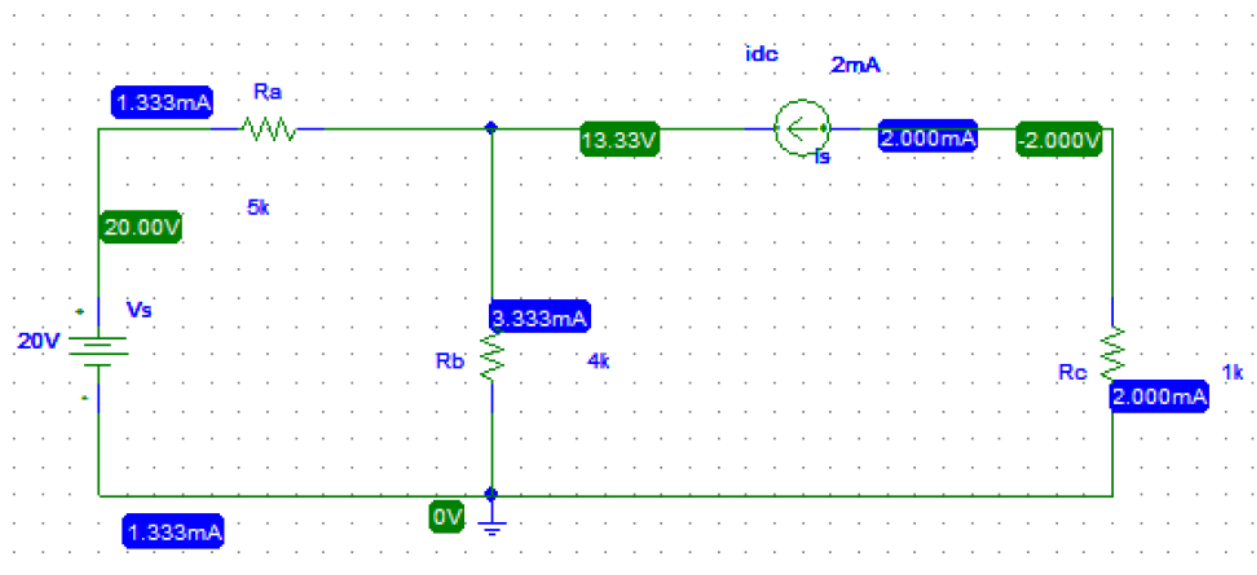 idc
2mA
Ra
1.333mA
13.33V
2.000mA
-2.000V
Is
5k
20.00V
Vs
20V
3.333mA
Rb
4k
Rc
1k
2.000mA
0V
1.333mA